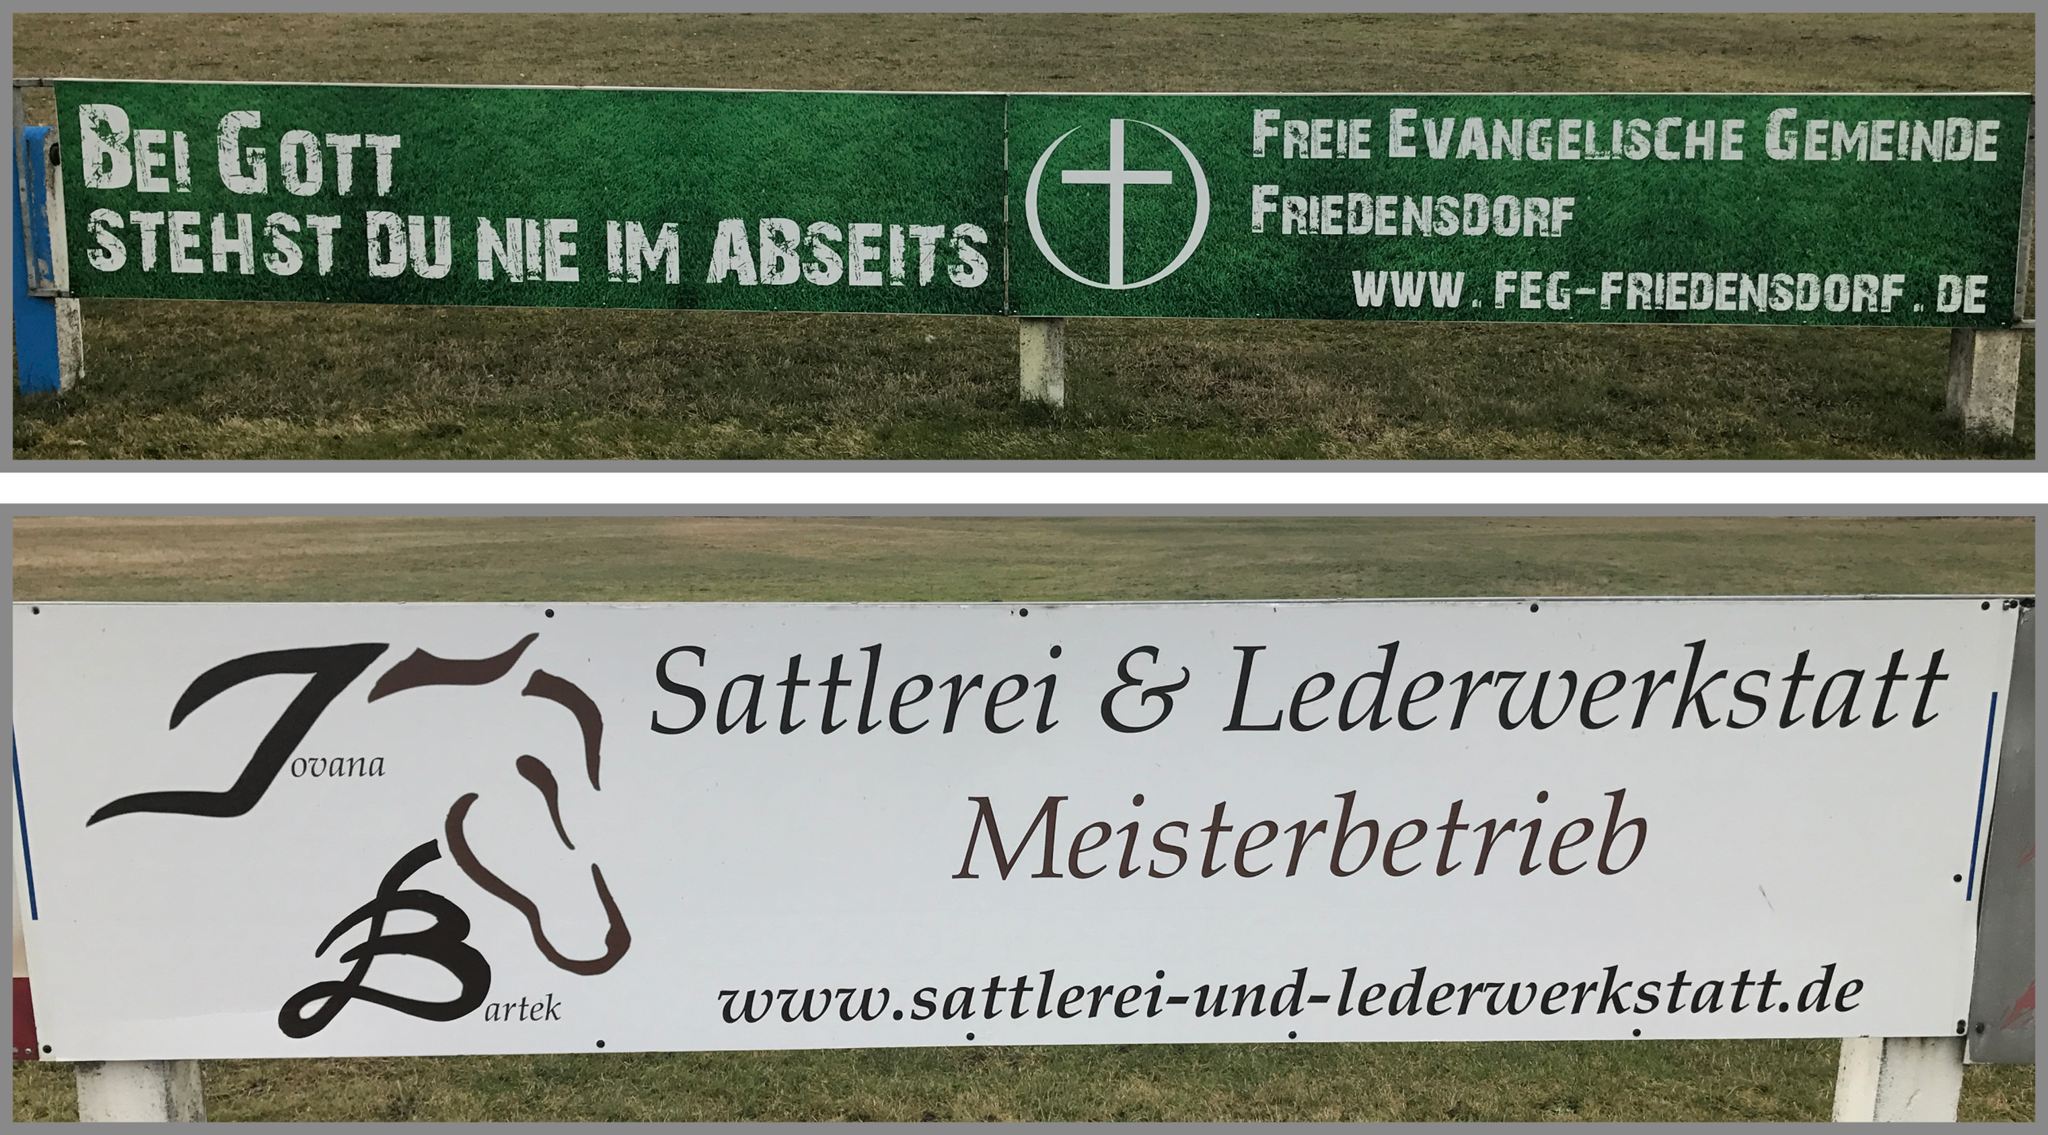 BEI GOTT
STEHST DU NIE IM ABSEITS
FREIE EVANGELISCHE GEMEINDE
FRIEDENSDORF
WWW.FEG-FRIEDENSDORF.DE
Jovana
Bartek
Sattlerei & Lederwerkstatt
Meisterbetrieb
www.sattlerei-und-lederwerkstatt.de